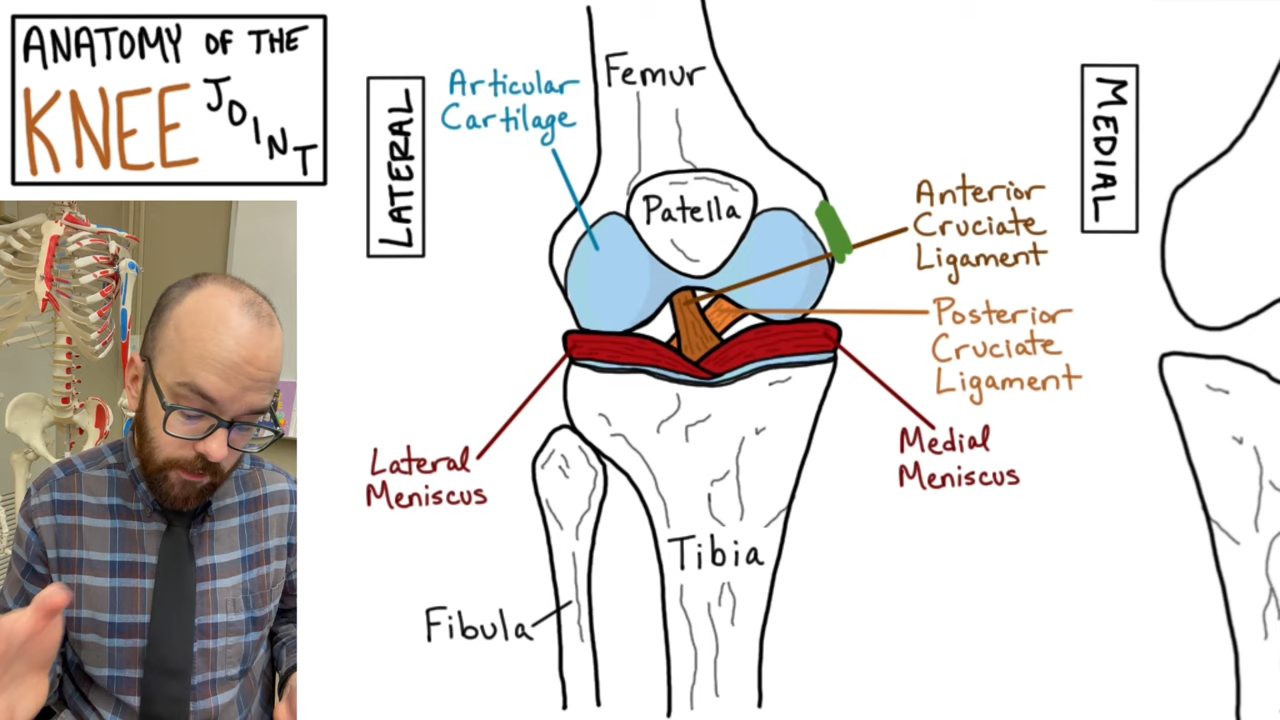 ANATOMY OF THE
KNEE JOINT
LATERAL
Articular
Cartilage
Femur
Patella
MEDIAL
Anterior
Cruciate
Ligament
Posterior
Cruciate
Ligament
Lateral
Meniscus
Medial
Meniscus
Tibia
Fibula